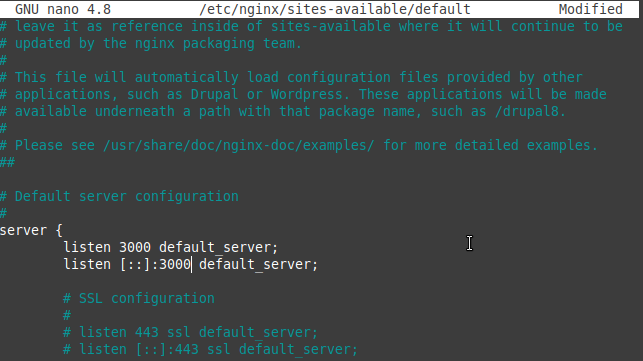 GNU nano 4.8 /etc/nginx/sites-available/default Modified
# leave it as reference inside of sites-available where it will continue to be
# updated by the nginx packaging team.
#
# This file will automatically load configuration files provided by other
# applications, such as Drupal or Wordpress. These applications will be made
# available underneath a path with that package name, such as /drupal8.
#
# Please see /usr/share/doc/nginx-doc/examples/ for more detailed examples.
##
# Default server configuration
#
server {
listen 3000 default_server;
listen [::]:3000 default_server;
# SSL configuration
#
# listen 443 ssl default_server;
# listen [::]:443 ssl default_server;